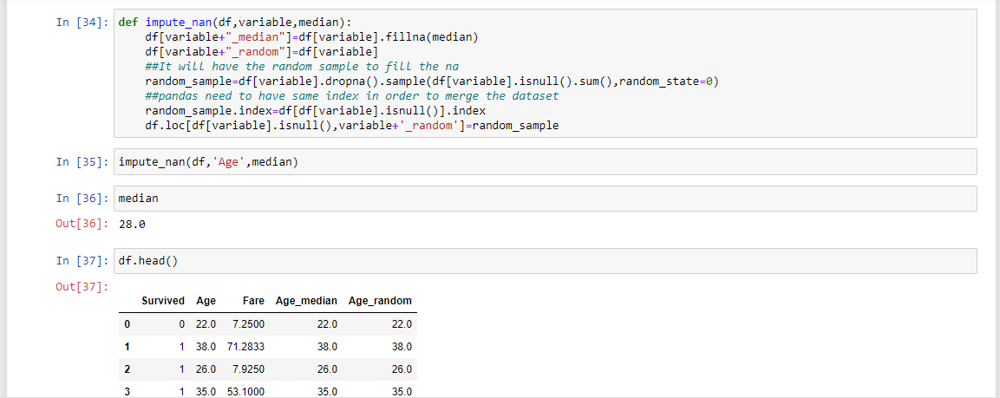 In [34]: def impute_nan(df,variable,median):
df[variable+"_median"]=df[variable].fillna(median)
df[variable+"_random"]=df[variable]
##It will have the random sample to fill the na
random_sample=df[variable].dropna().sample(df[variable].isnull().sum(),random_state=0)
##pandas need to have same index in order to merge the dataset
random_sample.index=df[df[variable].isnull()].index
df.loc[df[variable].isnull(),variable+'_random']=random_sample
In [35]: impute_nan(df,'Age',median)
In [36]: median
Out[36]: 28.0
In [37]: df.head()
Out[37]:
Survived Age Fare Age_median Age_random
0 0 22.0 7.2500 22.0 22.0
1 1 38.0 71.2833 38.0 38.0
2 1 26.0 7.9250 26.0 26.0
3 1 35.0 53.1000 35.0 35.0